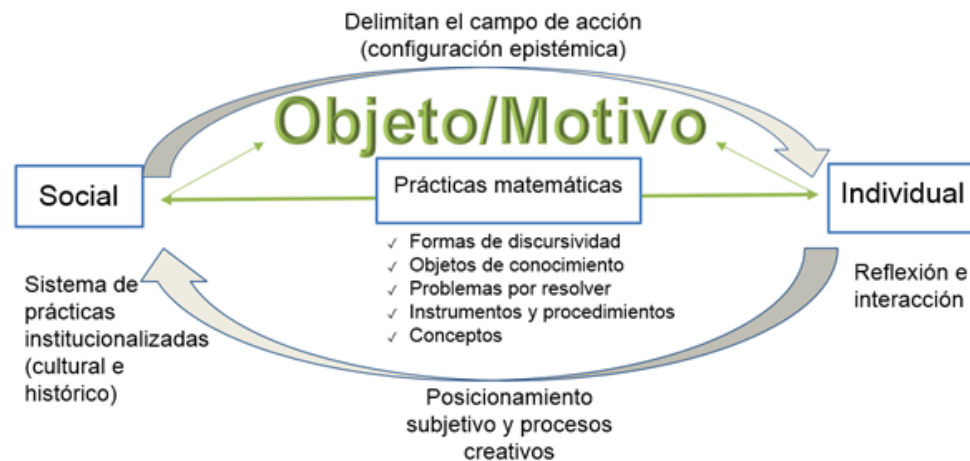 Delimitan el campo de acción
(configuración epistémica)
Objeto/Motivo
Social
Prácticas matemáticas
Individual
✓ Formas de discursividad
✓ Objetos de conocimiento
✓ Problemas por resolver
✓ Instrumentos y procedimientos
✓ Conceptos
Sistema de
prácticas
institucionalizadas
(cultural e
histórico)
Reflexión e
interacción
Posicionamiento
subjetivo y procesos
creativos